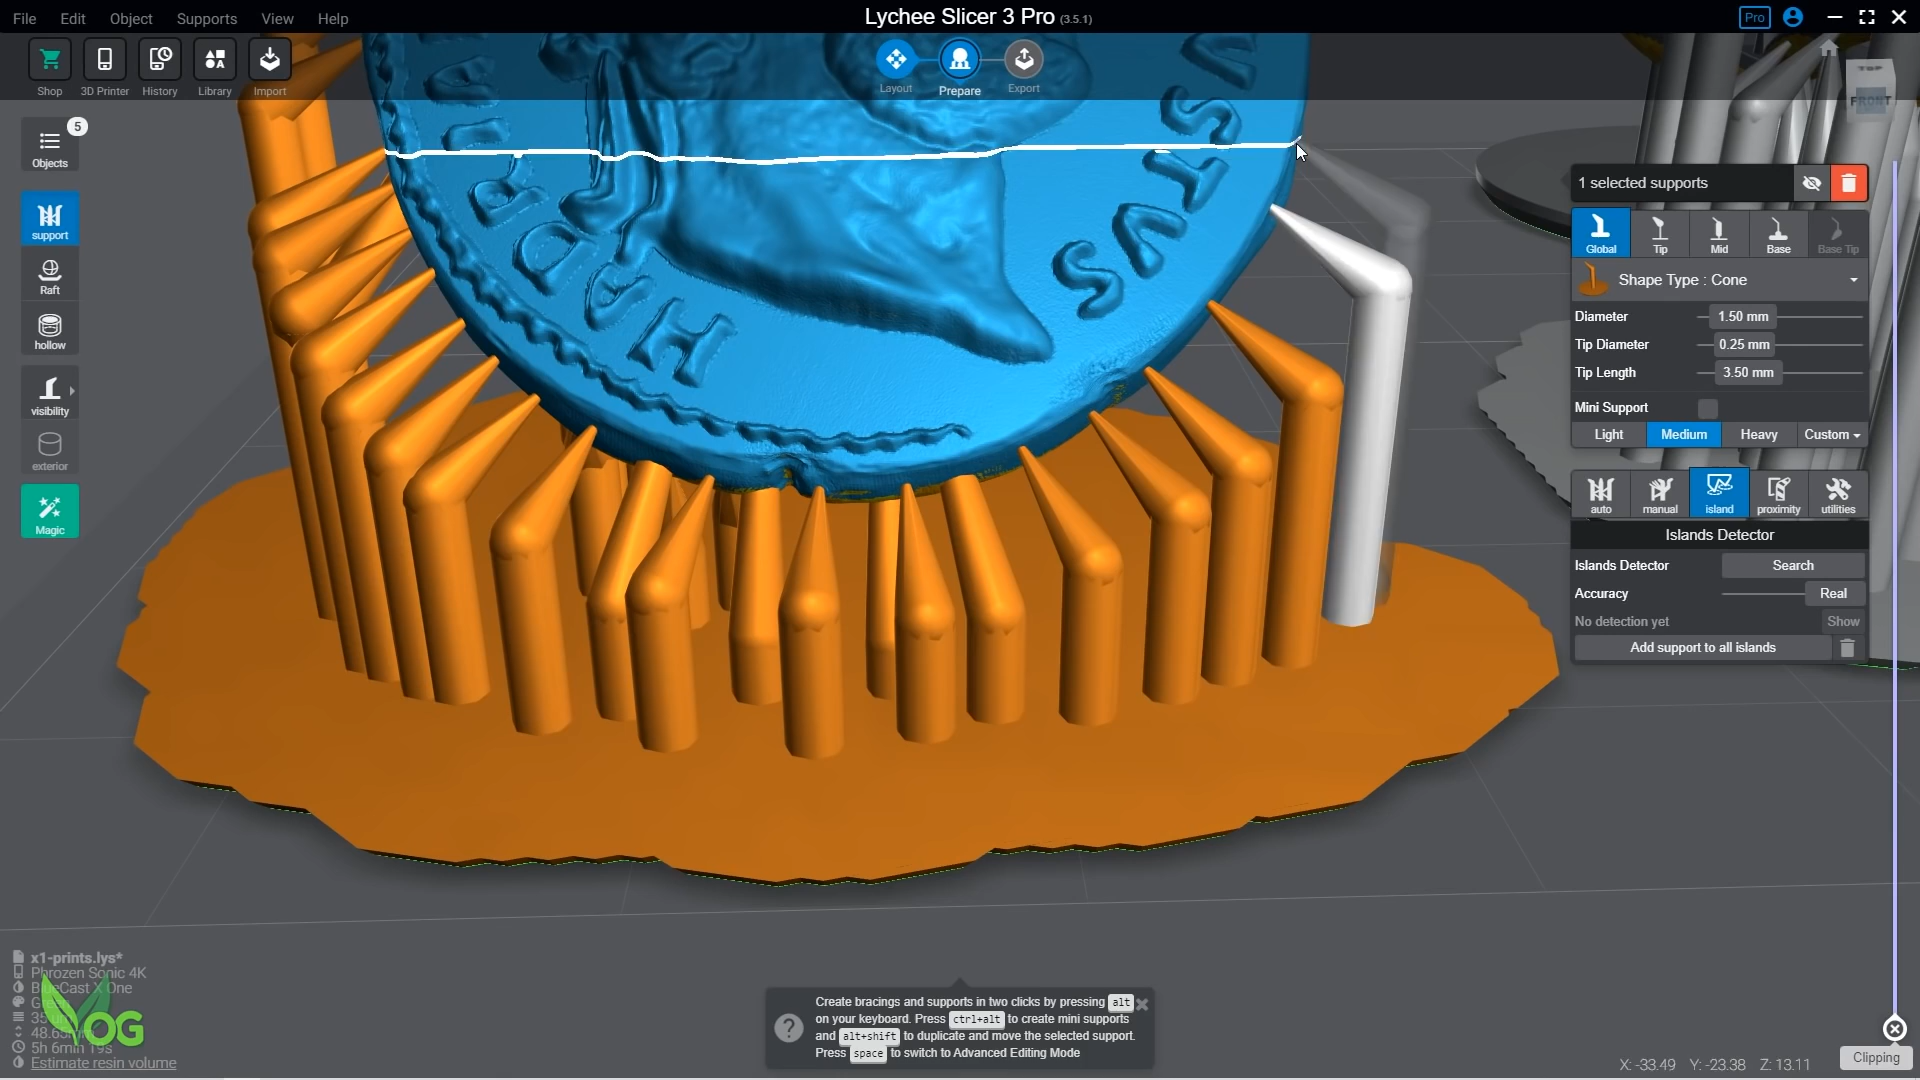 File Edit Object Supports View Help
Lychee Slicer 3 Pro (3.5.1)
Pro
Shop 3D Printer History Library Import
Layout Prepare Export
TOP
FRONT
5
Objects
support
Raft
hollow
visibility
exterior
Magic
HADRI
VSTVS
1 selected supports
Global Tip Mid Base Base Tip
Shape Type : Cone
Diameter 1.50 mm
Tip Diameter 0.25 mm
Tip Length 3.50 mm
Mini Support
Light Medium Heavy Custom
auto manual island proximity utilities
Islands Detector
Islands Detector Search
Accuracy Real
No detection yet Show
Add support to all islands
x1-prints.lys*
Phrozen Sonic 4K
BlueCast X One
5h 6min 19s
Estimate resin volume
VOG
Create bracings and supports in two clicks by pressing alt
on your keyboard. Press ctrl+alt to create mini supports
and alt+shift to duplicate and move the selected support.
Press space to switch to Advanced Editing Mode
X: -33.49 Y: -23.38 Z: 13.11
Clipping